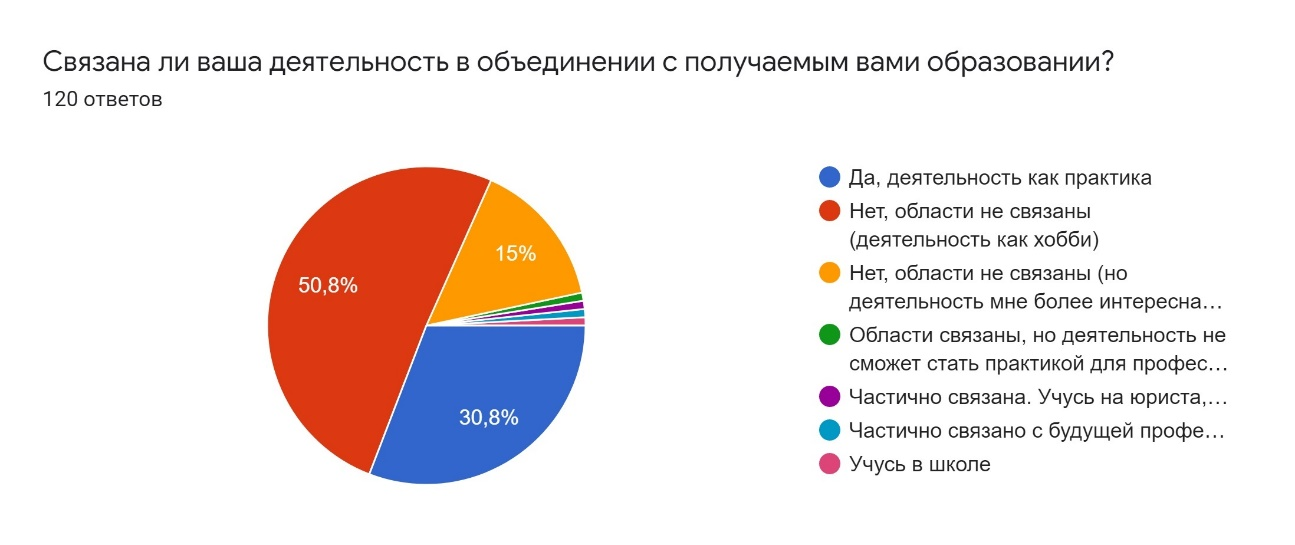 Связана ли ваша деятельность в объединении с получаемым вами образовании?
120 ответов
Да, деятельность как практика
Нет, области не связаны
(деятельность как хобби)
Нет, области не связаны (но
деятельность мне более интересна…
Области связаны, но деятельность не
сможет стать практикой для профес…
Частично связана. Учусь на юриста,…
Частично связано с будущей профе…
Учусь в школе
15%
50,8%
30,8%